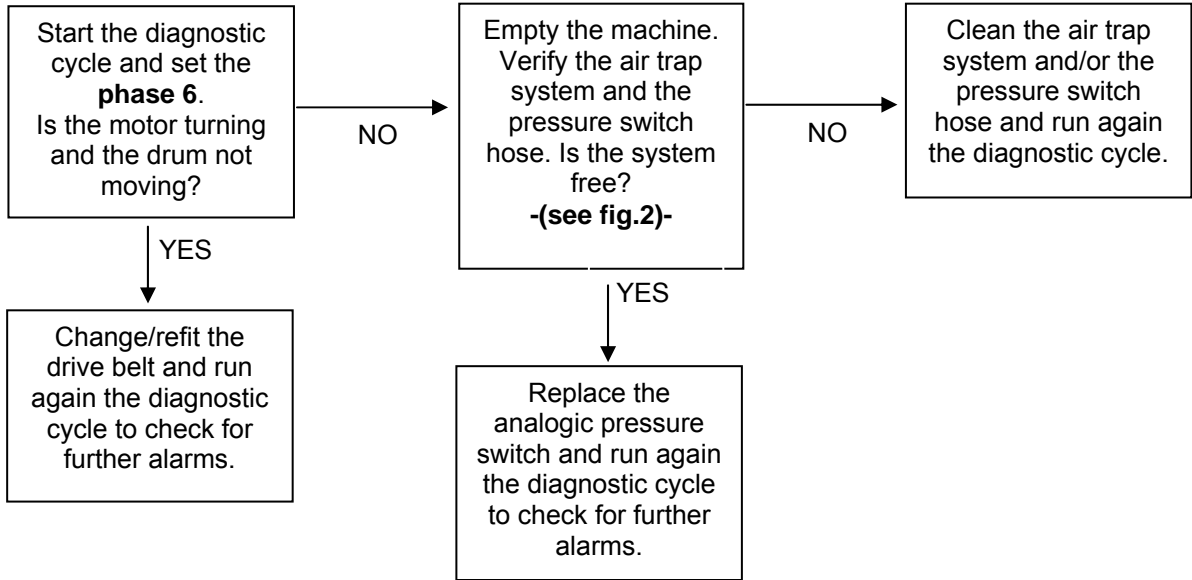 Start the diagnostic
cycle and set the
phase 6.
Is the motor turning
and the drum not
moving?
NO
Empty the machine.
Verify the air trap
system and the
pressure switch
hose. Is the system
free?
-(see fig.2)-
NO
Clean the air trap
system and/or the
pressure switch
hose and run again
the diagnostic cycle.
YES
Change/refit the
drive belt and run
again the diagnostic
cycle to check for
further alarms.
YES
Replace the
analogic pressure
switch and run again
the diagnostic cycle
to check for further
alarms.